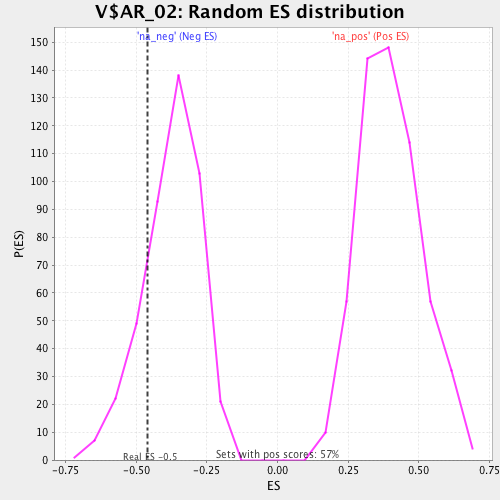 V$AR_02: Random ES distribution
'na_neg' (Neg ES)
'na_pos' (Pos ES)
150
140
130
120
110
100
90
80
70
60
50
40
30
20
10
0
P(ES)
Real ES -0.5
Sets with pos scores: 57%
-0.75 -0.50 -0.25 0.00 0.25 0.50 0.75
ES